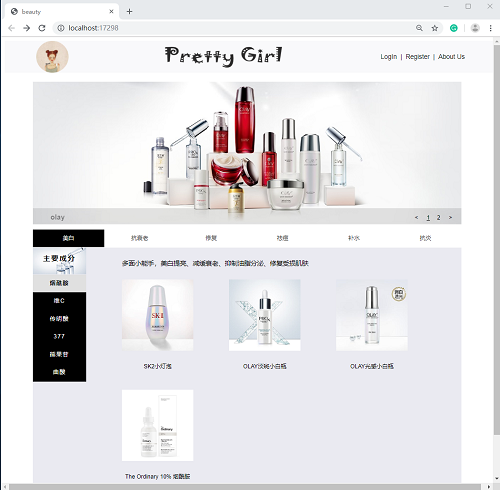 beauty
localhost:17298
Pretty Girl
LogIn | Register | About Us
olay
< 1 2 >
美白 抗衰老 修复 祛痘 补水 抗炎
主要成分
烟酰胺
维C
传明酸
377
曲酸
多面小能手、美白提亮、减缓衰老、抑制油脂分泌、修复受损肌肤
SK-II
OLAY
SK2小灯泡 OLAY淡斑小白瓶 OLAY光感小白瓶
The Ordinary 10% 烟酰胺